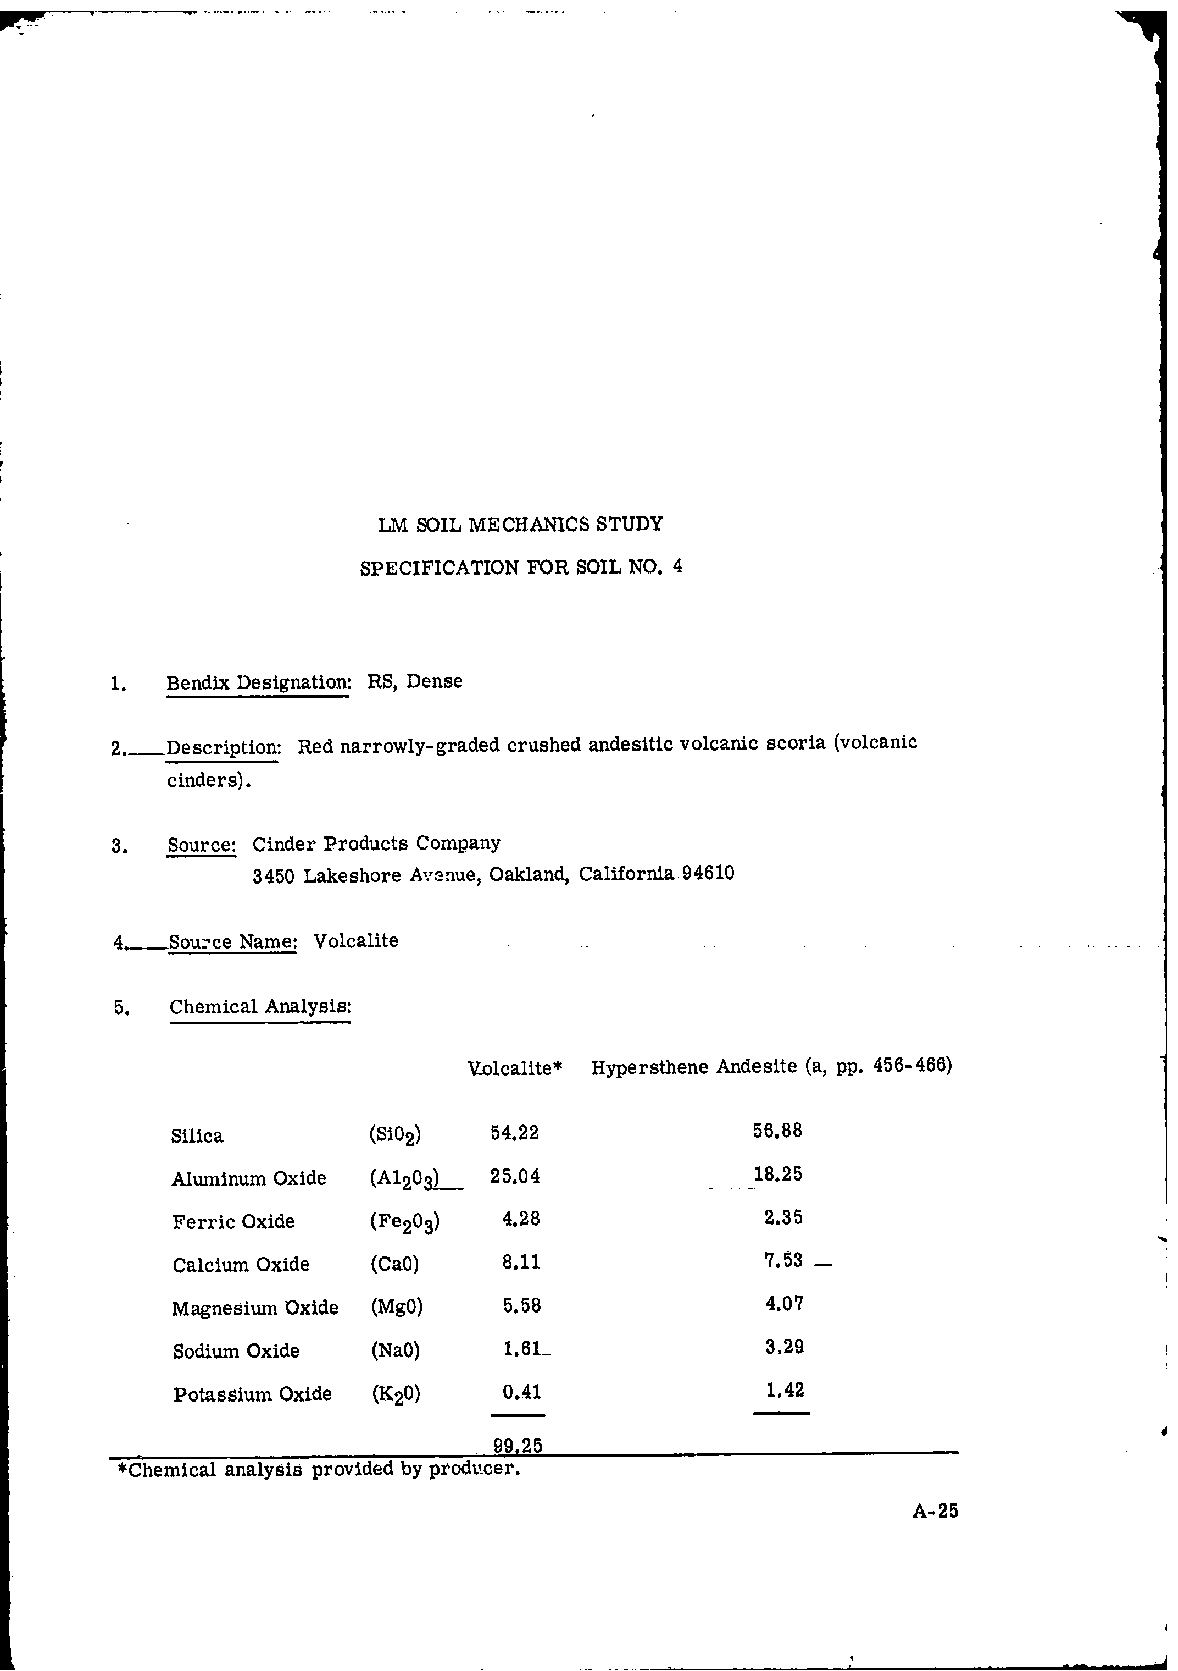 LM SOIL MECHANICS STUDY
SPECIFICATION FOR SOIL NO. 4
1. Bendix Designation: RS, Dense
2. Description: Red narrowly-graded crushed andesitic volcanic scoria (volcanic
cinders).
3. Source: Cinder Products Company
3450 Lakeshore Avenue, Oakland, California 94610
4. Source Name: Volcalite
5. Chemical Analysis:
Volcalite* Hypersthene Andesite (a, pp. 456-466)
Silica (SiO2) 54.22 56.88
Aluminum Oxide (Al2O3) 25.04 18.25
Ferric Oxide (Fe2O3) 4.28 2.35
Calcium Oxide (CaO) 8.11 7.53
Magnesium Oxide (MgO) 5.58 4.07
Sodium Oxide (NaO) 1.61 3.29
Potassium Oxide (K2O) 0.41 1.42
99.25
*Chemical analysis provided by producer.
A-25